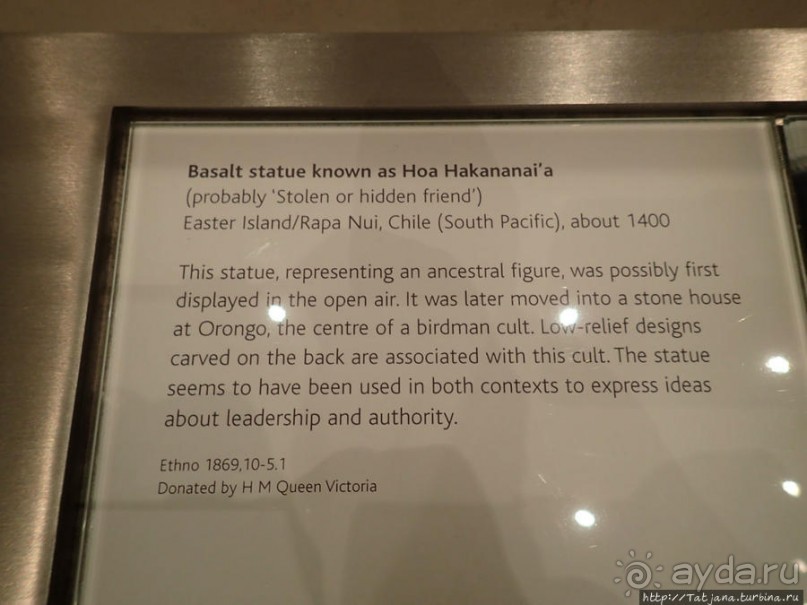 Basalt statue known as Hoa Hakananai'a
(probably 'Stolen or hidden friend')
Easter Island/Rapa Nui, Chile (South Pacific), about 1400
This statue, representing an ancestral figure, was possibly first
displayed in the open air. It was later moved into a stone house
at Orongo, the centre of a birdman cult. Low-relief designs
carved on the back are associated with this cult. The statue
seems to have been used in both contexts to express ideas
about leadership and authority.
Ethno 1869,10-5.1
Donated by H M Queen Victoria
ayda.ru
http://Tatjana.turbina.ru